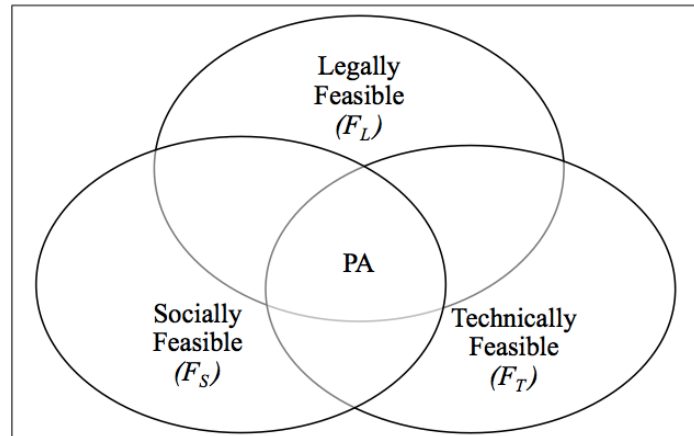 Legally
Feasible
(F_L)
PA
Socially
Feasible
(F_S)
Technically
Feasible
(F_T)